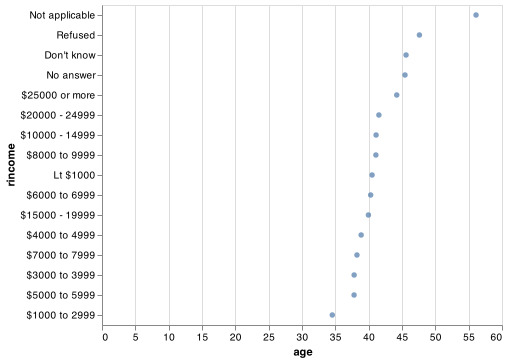 Not applicable
Refused
Don't know
No answer
$25000 or more
$20000 - 24999
$10000 - 14999
$8000 to 9999
Lt $1000
$6000 to 6999
$15000 - 19999
$4000 to 4999
$7000 to 7999
$3000 to 3999
$5000 to 5999
$1000 to 2999
rincome
0 5 10 15 20 25 30 35 40 45 50 55 60
age